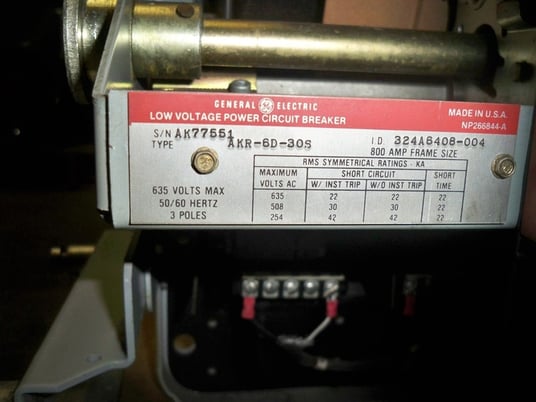 GENERAL GE ELECTRIC
LOW VOLTAGE POWER CIRCUIT BREAKER
MADE IN U.S.A.
NP266844-A
S/N AK77551
TYPE AKR-6D-30S
I.D. 324A6408-004
800 AMP FRAME SIZE
635 VOLTS MAX
50/60 HERTZ
3 POLES
RMS SYMMETRICAL RATINGS - KA
MAXIMUM VOLTS AC SHORT CIRCUIT SHORT TIME
W/ INST TRIP W/O INST TRIP
635 22 22 22
508 30 30 22
254 42 42 22